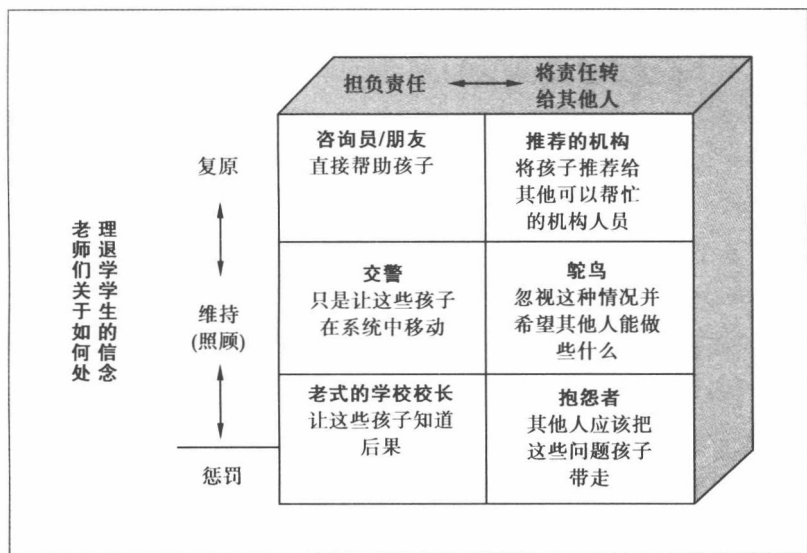 担负责任
将责任转
给其他人
老师们关于如何处
理退学学生的信念
复原
咨询员/朋友
直接帮助孩子
推荐的机构
将孩子推荐给
其他可以帮忙
的机构人员
维持
(照顾)
交警
只是让这些孩子
在系统中移动
鸵鸟
忽视这种情况并
希望其他人能做
些什么
惩罚
老式的学校校长
让这些孩子知道
后果
抱怨者
其他人应该把
这些问题孩子
带走